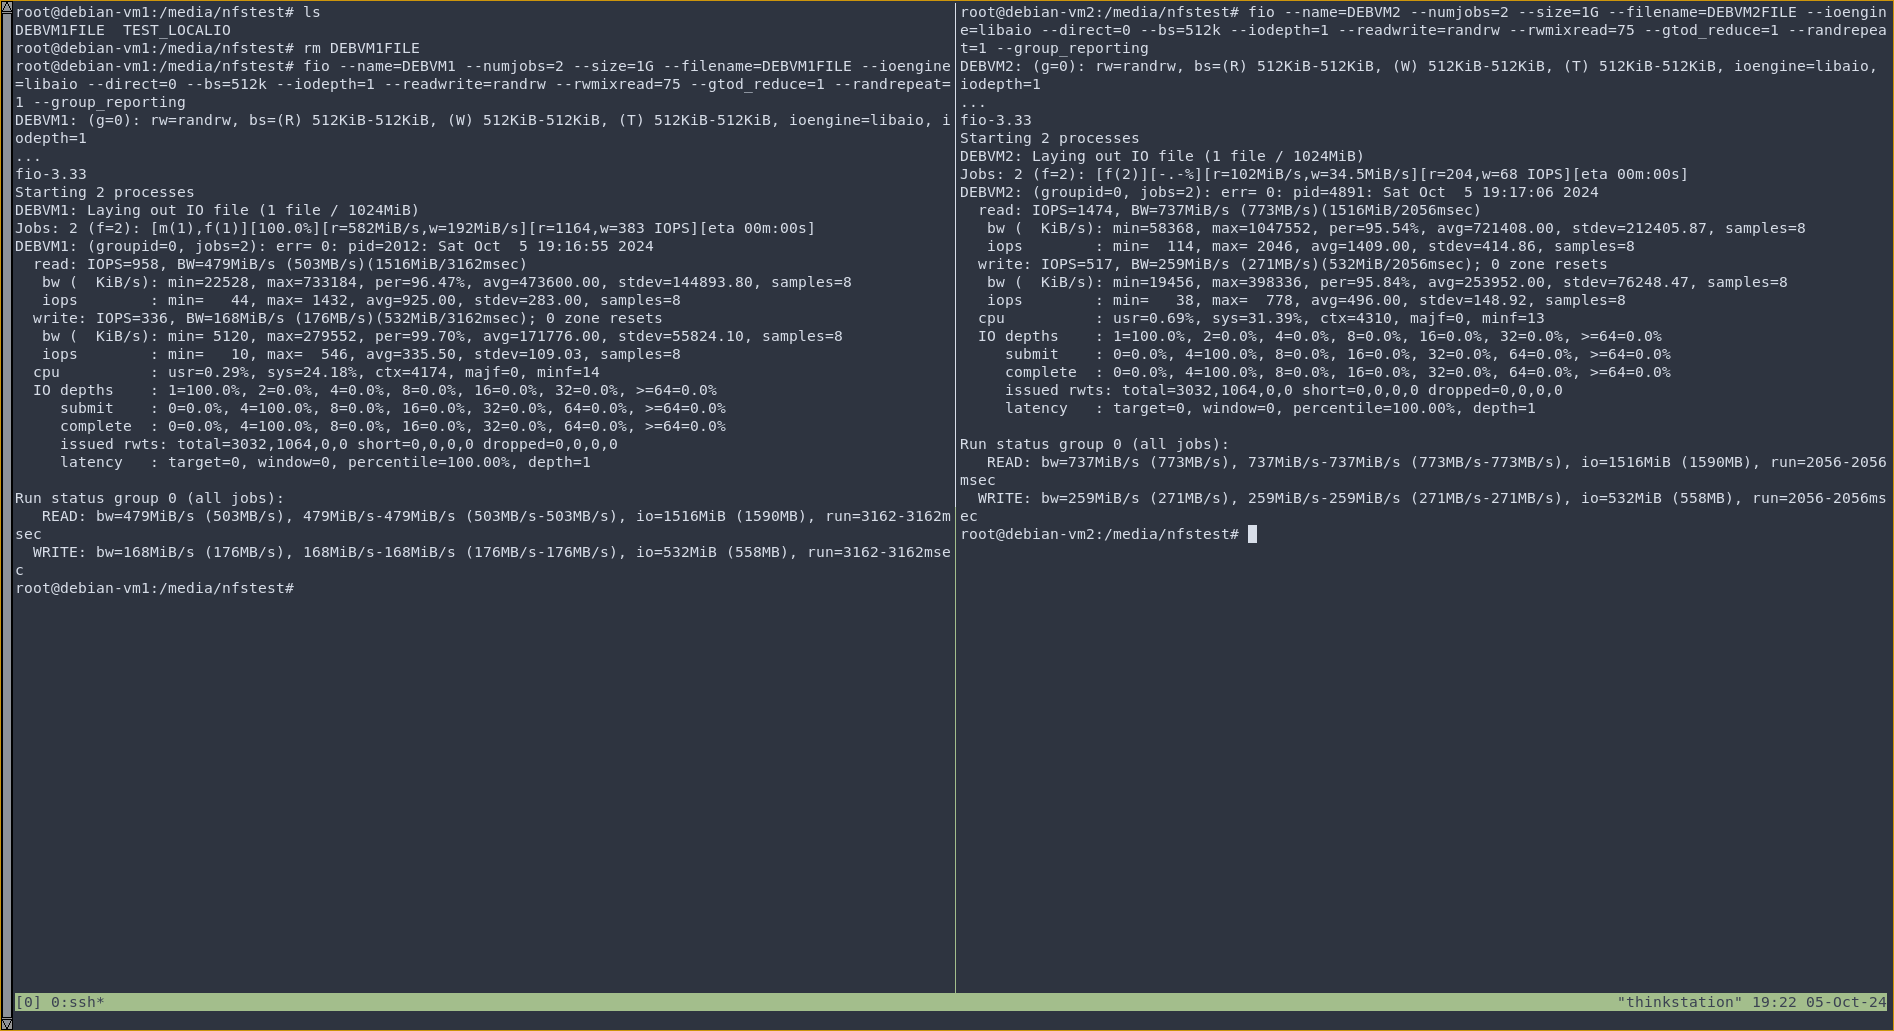 root@debian-vm1:/media/nfstest# ls
DEBVM1FILE  TEST_LOCALIO
root@debian-vm1:/media/nfstest# rm DEBVM1FILE
root@debian-vm1:/media/nfstest# fio --name=DEBVM1 --numjobs=2 --size=1G --filename=DEBVM1FILE --ioengine
=libaio --direct=0 --bs=512k --iodepth=1 --readwrite=randrw --rwmixread=75 --gtod_reduce=1 --randrepeat=
1 --group_reporting
DEBVM1: (g=0): rw=randrw, bs=(R) 512KiB-512KiB, (W) 512KiB-512KiB, (T) 512KiB-512KiB, ioengine=libaio, i
odepth=1
...
fio-3.33
Starting 2 processes
DEBVM1: Laying out IO file (1 file / 1024MiB)
Jobs: 2 (f=2): [m(1),f(1)][100.0%][r=582MiB/s,w=192MiB/s][r=1164,w=383 IOPS][eta 00m:00s]
DEBVM1: (groupid=0, jobs=2): err= 0: pid=2012: Sat Oct  5 19:16:55 2024
  read: IOPS=958, BW=479MiB/s (503MB/s)(1516MiB/3162msec)
   bw (  KiB/s): min=22528, max=733184, per=96.47%, avg=473600.00, stdev=144893.80, samples=8
   iops        : min=   44, max= 1432, avg=925.00, stdev=283.00, samples=8
  write: IOPS=336, BW=168MiB/s (176MB/s)(532MiB/3162msec); 0 zone resets
   bw (  KiB/s): min= 5120, max=279552, per=99.70%, avg=171776.00, stdev=55824.10, samples=8
   iops        : min=   10, max=  546, avg=335.50, stdev=109.03, samples=8
  cpu          : usr=0.29%, sys=24.18%, ctx=4174, majf=0, minf=14
  IO depths    : 1=100.0%, 2=0.0%, 4=0.0%, 8=0.0%, 16=0.0%, 32=0.0%, >=64=0.0%
     submit    : 0=0.0%, 4=100.0%, 8=0.0%, 16=0.0%, 32=0.0%, 64=0.0%, >=64=0.0%
     complete  : 0=0.0%, 4=100.0%, 8=0.0%, 16=0.0%, 32=0.0%, 64=0.0%, >=64=0.0%
     issued rwts: total=3032,1064,0,0 short=0,0,0,0 dropped=0,0,0,0
     latency   : target=0, window=0, percentile=100.00%, depth=1
Run status group 0 (all jobs):
   READ: bw=479MiB/s (503MB/s), 479MiB/s-479MiB/s (503MB/s-503MB/s), io=1516MiB (1590MB), run=3162-3162m
sec
  WRITE: bw=168MiB/s (176MB/s), 168MiB/s-168MiB/s (176MB/s-176MB/s), io=532MiB (558MB), run=3162-3162mse
c
root@debian-vm1:/media/nfstest#
root@debian-vm2:/media/nfstest# fio --name=DEBVM2 --numjobs=2 --size=1G --filename=DEBVM2FILE --ioengin
e=libaio --direct=0 --bs=512k --iodepth=1 --readwrite=randrw --rwmixread=75 --gtod_reduce=1 --randrepea
t=1 --group_reporting
DEBVM2: (g=0): rw=randrw, bs=(R) 512KiB-512KiB, (W) 512KiB-512KiB, (T) 512KiB-512KiB, ioengine=libaio,
iodepth=1
...
fio-3.33
Starting 2 processes
DEBVM2: Laying out IO file (1 file / 1024MiB)
Jobs: 2 (f=2): [f(2)][-.-%][r=102MiB/s,w=34.5MiB/s][r=204,w=68 IOPS][eta 00m:00s]
DEBVM2: (groupid=0, jobs=2): err= 0: pid=4891: Sat Oct  5 19:17:06 2024
  read: IOPS=1474, BW=737MiB/s (773MB/s)(1516MiB/2056msec)
   bw (  KiB/s): min=58368, max=1047552, per=95.54%, avg=721408.00, stdev=212405.87, samples=8
   iops        : min=  114, max= 2046, avg=1409.00, stdev=414.86, samples=8
  write: IOPS=517, BW=259MiB/s (271MB/s)(532MiB/2056msec); 0 zone resets
   bw (  KiB/s): min=19456, max=398336, per=95.84%, avg=253952.00, stdev=76248.47, samples=8
   iops        : min=   38, max=  778, avg=496.00, stdev=148.92, samples=8
  cpu          : usr=0.69%, sys=31.39%, ctx=4310, majf=0, minf=13
  IO depths    : 1=100.0%, 2=0.0%, 4=0.0%, 8=0.0%, 16=0.0%, 32=0.0%, >=64=0.0%
     submit    : 0=0.0%, 4=100.0%, 8=0.0%, 16=0.0%, 32=0.0%, 64=0.0%, >=64=0.0%
     complete  : 0=0.0%, 4=100.0%, 8=0.0%, 16=0.0%, 32=0.0%, 64=0.0%, >=64=0.0%
     issued rwts: total=3032,1064,0,0 short=0,0,0,0 dropped=0,0,0,0
     latency   : target=0, window=0, percentile=100.00%, depth=1
Run status group 0 (all jobs):
   READ: bw=737MiB/s (773MB/s), 737MiB/s-737MiB/s (773MB/s-773MB/s), io=1516MiB (1590MB), run=2056-2056
msec
  WRITE: bw=259MiB/s (271MB/s), 259MiB/s-259MiB/s (271MB/s-271MB/s), io=532MiB (558MB), run=2056-2056ms
ec
root@debian-vm2:/media/nfstest#
[0] 0:ssh*
"thinkstation" 19:22 05-Oct-24